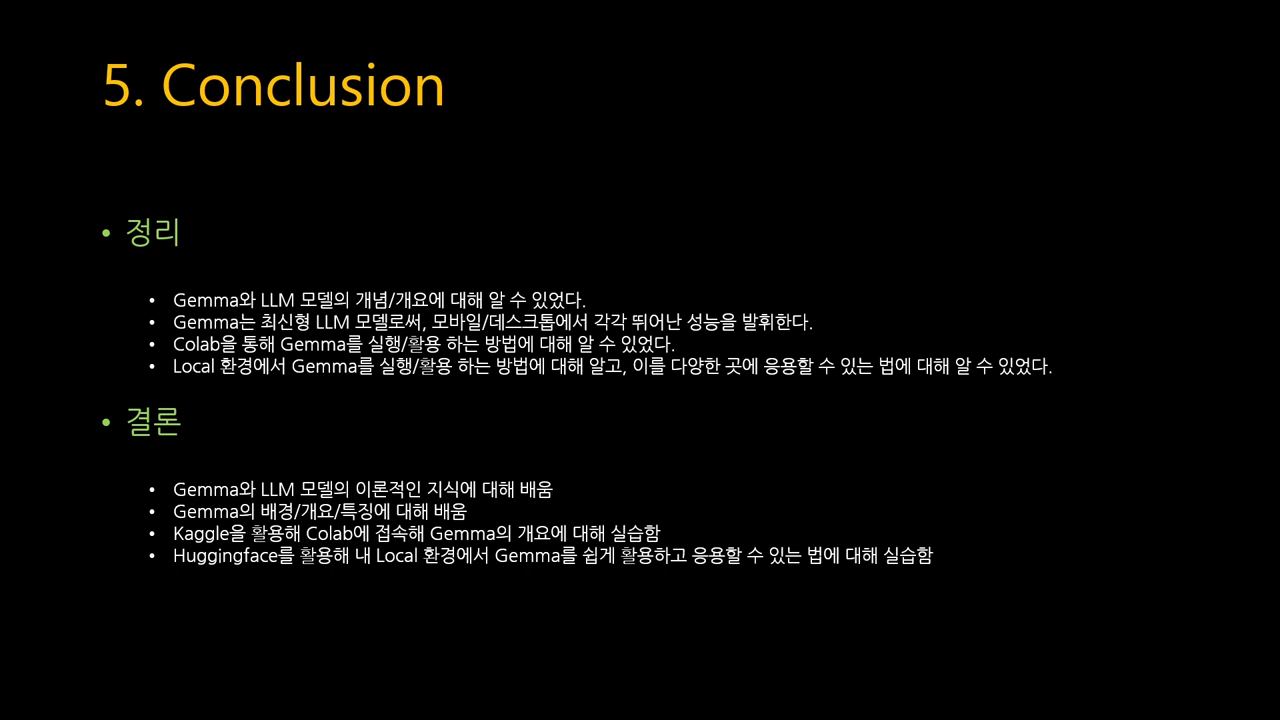 5. Conclusion
• 정리
• Gemma와 LLM 모델의 개념/개요에 대해 알 수 있었다.
• Gemma는 최신형 LLM 모델로써, 모바일/데스크톱에서 각각 뛰어난 성능을 발휘한다.
• Colab을 통해 Gemma를 실행/활용 하는 방법에 대해 알 수 있었다.
• Local 환경에서 Gemma를 실행/활용 하는 방법에 대해 알고, 이를 다양한 곳에 응용할 수 있는 법에 대해 알 수 있었다.
• 결론
• Gemma와 LLM 모델의 이론적인 지식에 대해 배움
• Gemma의 배경/개요/특징에 대해 배움
• Kaggle을 활용해 Colab에 접속해 Gemma의 개요에 대해 실습함
• Huggingface를 활용해 내 Local 환경에서 Gemma를 쉽게 활용하고 응용할 수 있는 법에 대해 실습함